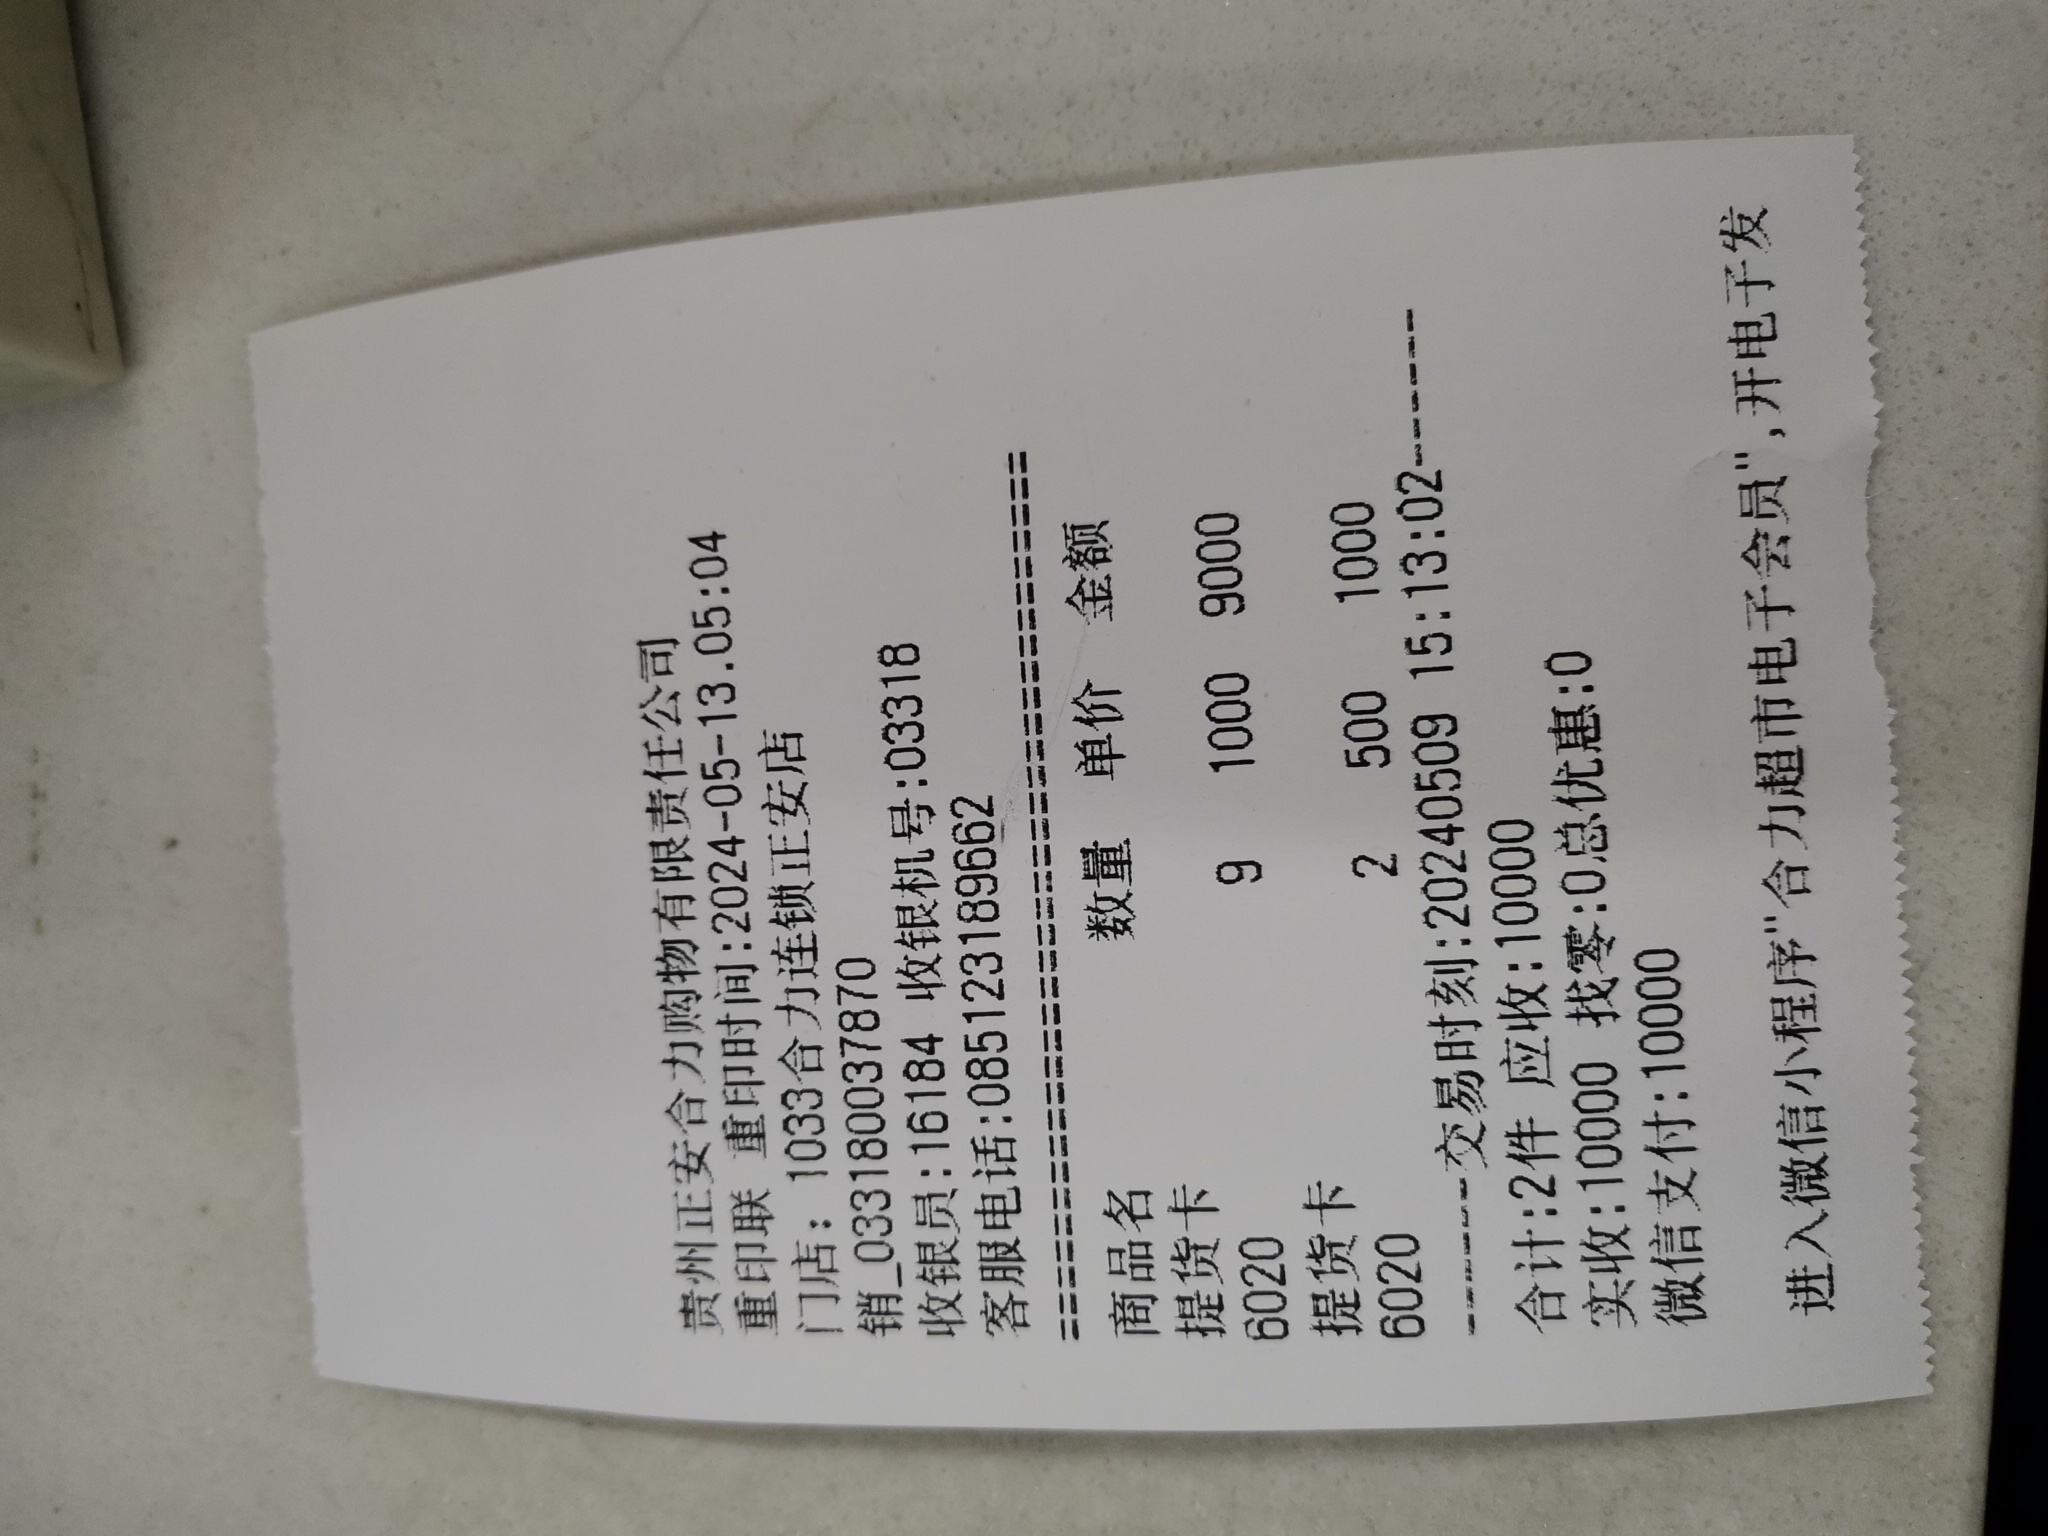 贵州正安合力购物有限责任公司
重印联 重印时间:2024-05-13.05:04
门店: 1033合力连锁正安店
销_033180037870
收银员:16184 收银机号:03318
客服电话:085123189662
==========================================
商品名 数量 单价 金额
提货卡
6020 9 1000 9000
提货卡
6020 2 500 1000
-------交易时刻:20240509 15:13:02-------
合计:2件 应收:10000
实收:10000 找零:0总优惠:0
微信支付:10000
进入微信小程序"合力超市电子会员",开电子发